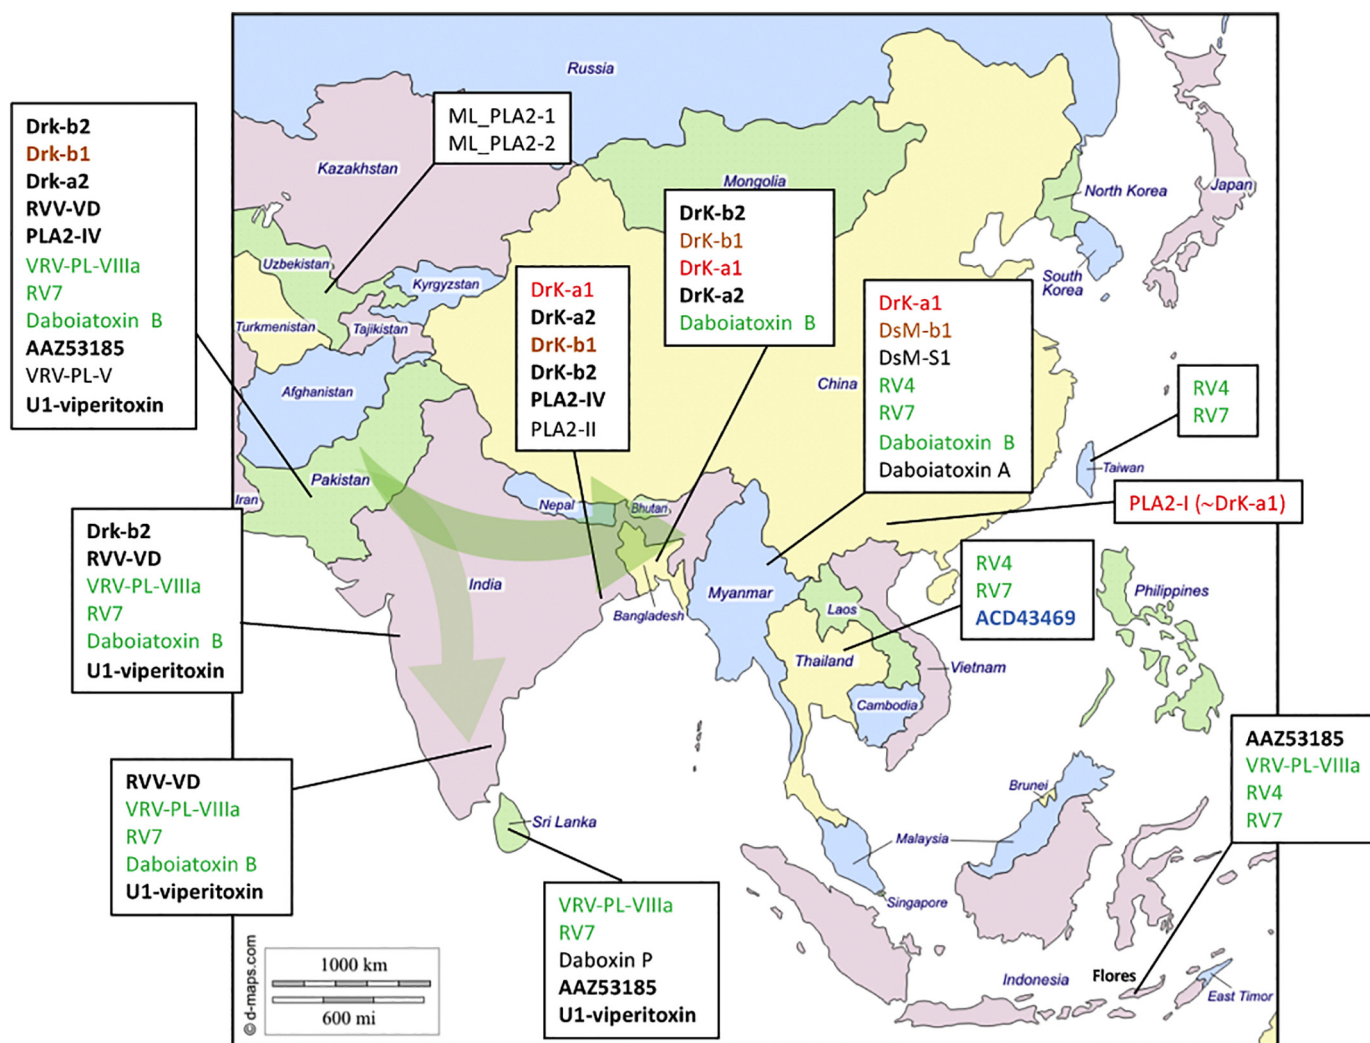 Russia
Drk-b2
Drk-b1
Drk-a2
RVV-VD
PLA2-IV
VRV-PL-VIIIa
RV7
Daboiatoxin B
AAZ53185
VRV-PL-V
U1-viperitoxin
ML_PLA2-1
ML_PLA2-2
Kazakhstan
Mongolia
North Korea
Japan
South
Korea
Uzbekistan
Kyrgyzstan
Turkmenistan
Tajikistan
Afghanistan
China
DrK-b2
DrK-b1
DrK-a1
DrK-a2
Daboiatoxin B
DrK-a1
DrK-a2
DrK-b1
DrK-b2
PLA2-IV
PLA2-II
DrK-a1
DsM-b1
DsM-S1
RV4
RV7
Daboiatoxin B
Daboiatoxin A
RV4
RV7
Taiwan
PLA2-I (~DrK-a1)
Iran
Pakistan
Nepal
Bhutan
India
Bangladesh
Myanmar
Laos
Thailand
Vietnam
Cambodia
Philippines
RV4
RV7
ACD43469
Drk-b2
RVV-VD
VRV-PL-VIIIa
RV7
Daboiatoxin B
U1-viperitoxin
RVV-VD
VRV-PL-VIIIa
RV7
Daboiatoxin B
U1-viperitoxin
Sri Lanka
VRV-PL-VIIIa
RV7
Daboxin P
AAZ53185
U1-viperitoxin
Brunei
Malaysia
Singapore
Indonesia
Flores
East Timor
AAZ53185
VRV-PL-VIIIa
RV4
RV7
1000 km
600 mi
© d-maps.com